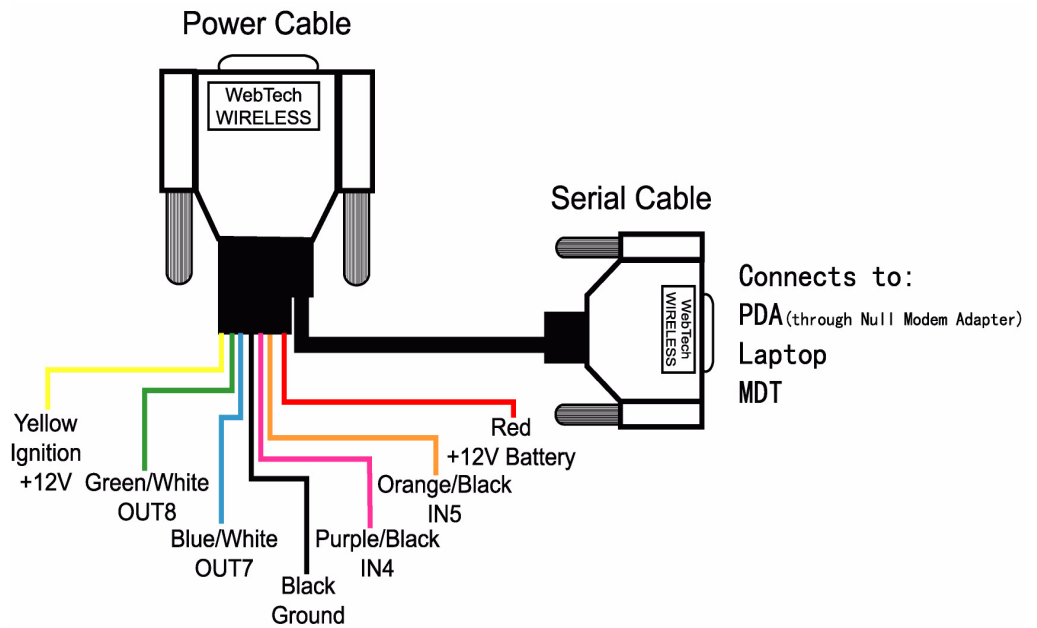 Power Cable
WebTech
WIRELESS
Serial Cable
WebTech
WIRELESS
Connects to:
PDA(through Null Modem Adapter)
Laptop
MDT
Yellow
Ignition
+12V
Green/White
OUT8
Blue/White
OUT7
Black
Ground
Purple/Black
IN4
Orange/Black
IN5
Red
+12V Battery